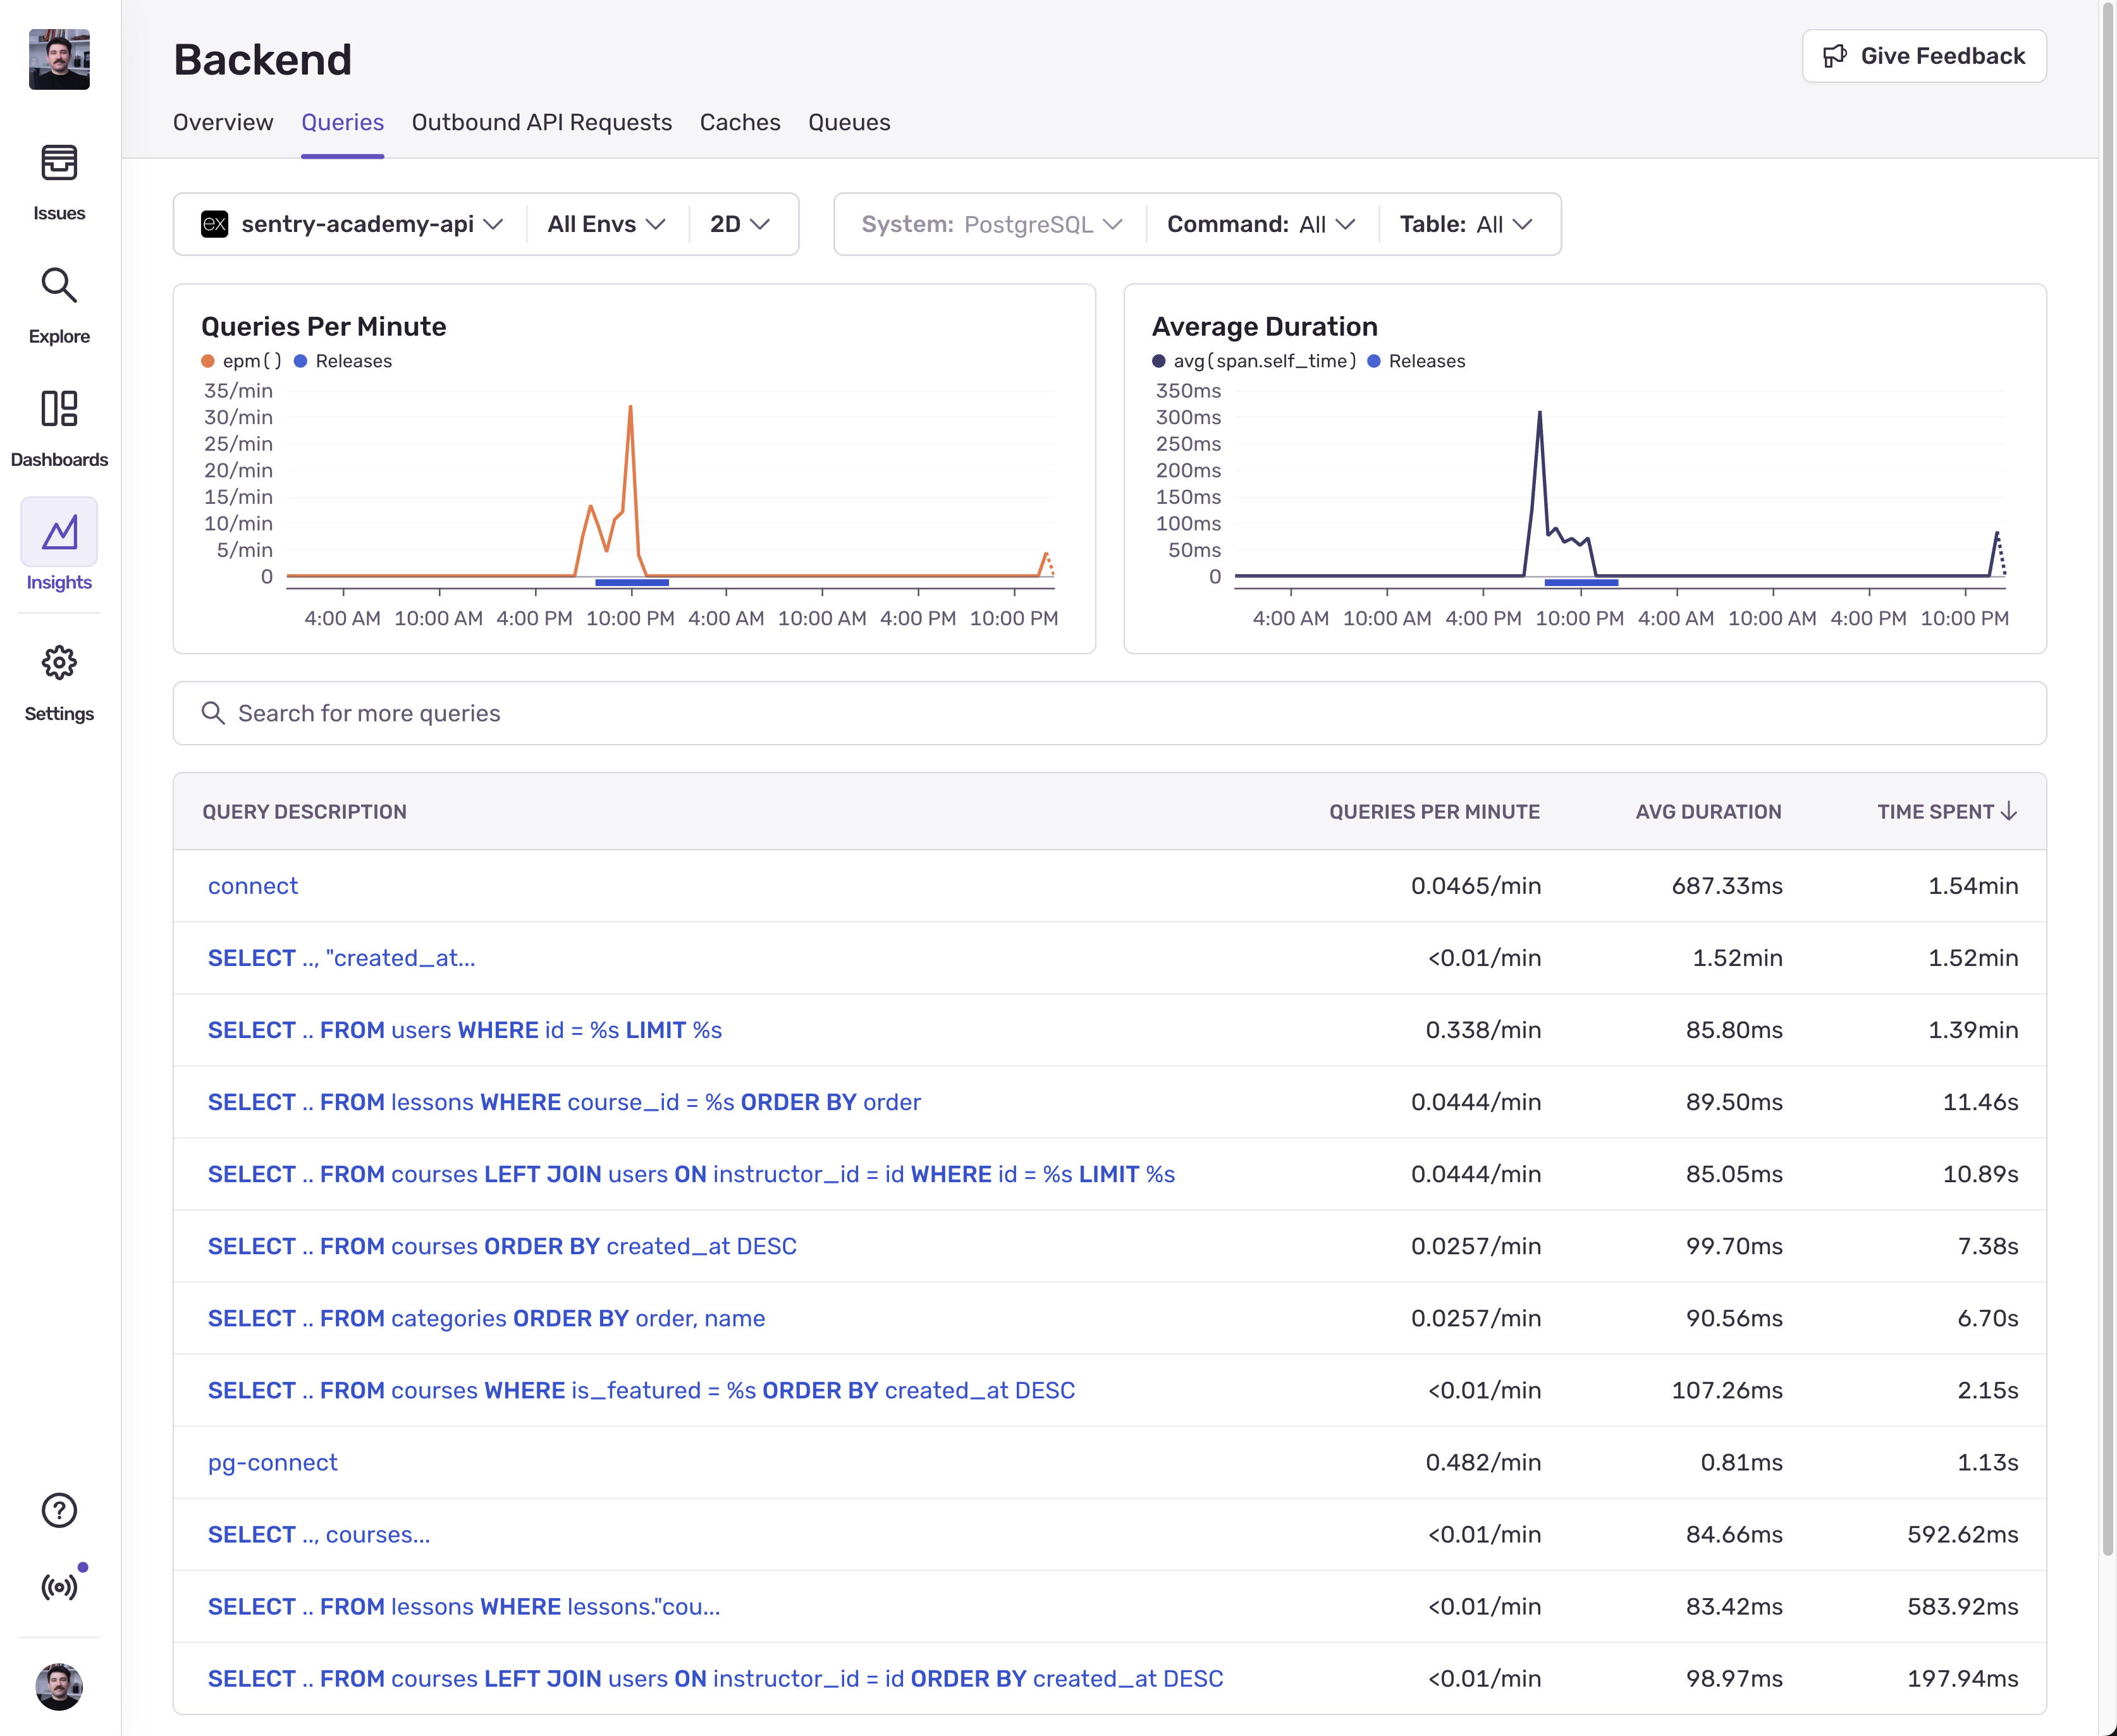 Backend
Give Feedback
Overview Queries Outbound API Requests Caches Queues
Issues
Explore
Dashboards
Insights
Settings
ex sentry-academy-api All Envs 2D System: PostgreSQL Command: All Table: All
Queries Per Minute
epm() Releases
35/min
30/min
25/min
20/min
15/min
10/min
5/min
0
4:00 AM 10:00 AM 4:00 PM 10:00 PM 4:00 AM 10:00 AM 4:00 PM 10:00 PM
Average Duration
avg(span.self_time) Releases
350ms
300ms
250ms
200ms
150ms
100ms
50ms
0
4:00 AM 10:00 AM 4:00 PM 10:00 PM 4:00 AM 10:00 AM 4:00 PM 10:00 PM
Search for more queries
QUERY DESCRIPTION QUERIES PER MINUTE AVG DURATION TIME SPENT
connect 0.0465/min 687.33ms 1.54min
SELECT .., "created_at... <0.01/min 1.52min 1.52min
SELECT .. FROM users WHERE id = %s LIMIT %s 0.338/min 85.80ms 1.39min
SELECT .. FROM lessons WHERE course_id = %s ORDER BY order 0.0444/min 89.50ms 11.46s
SELECT .. FROM courses LEFT JOIN users ON instructor_id = id WHERE id = %s LIMIT %s 0.0444/min 85.05ms 10.89s
SELECT .. FROM courses ORDER BY created_at DESC 0.0257/min 99.70ms 7.38s
SELECT .. FROM categories ORDER BY order, name 0.0257/min 90.56ms 6.70s
SELECT .. FROM courses WHERE is_featured = %s ORDER BY created_at DESC <0.01/min 107.26ms 2.15s
pg-connect 0.482/min 0.81ms 1.13s
SELECT .., courses... <0.01/min 84.66ms 592.62ms
SELECT .. FROM lessons WHERE lessons."cou... <0.01/min 83.42ms 583.92ms
SELECT .. FROM courses LEFT JOIN users ON instructor_id = id ORDER BY created_at DESC <0.01/min 98.97ms 197.94ms